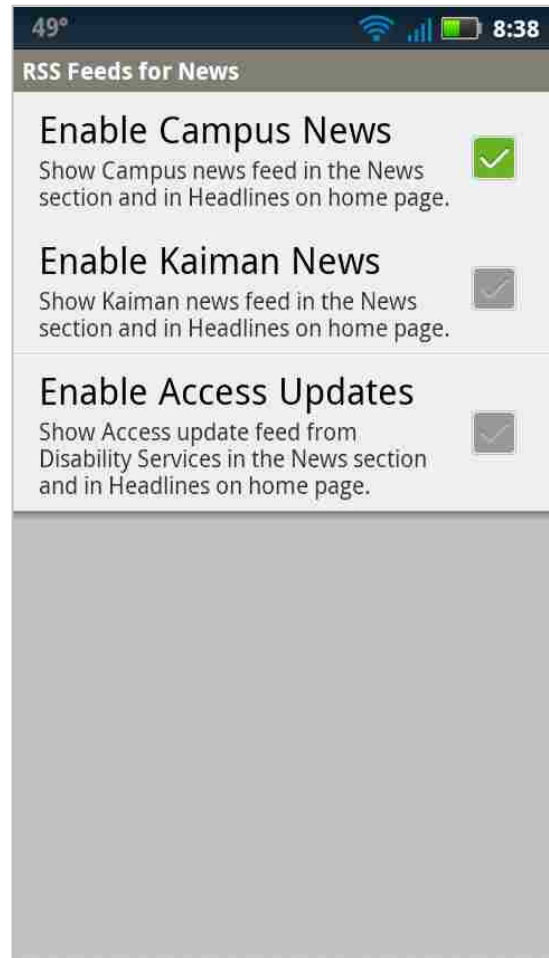 49° 8:38
RSS Feeds for News
Enable Campus News
Show Campus news feed in the News
section and in Headlines on home page.
Enable Kaiman News
Show Kaiman news feed in the News
section and in Headlines on home page.
Enable Access Updates
Show Access update feed from
Disability Services in the News section
and in Headlines on home page.